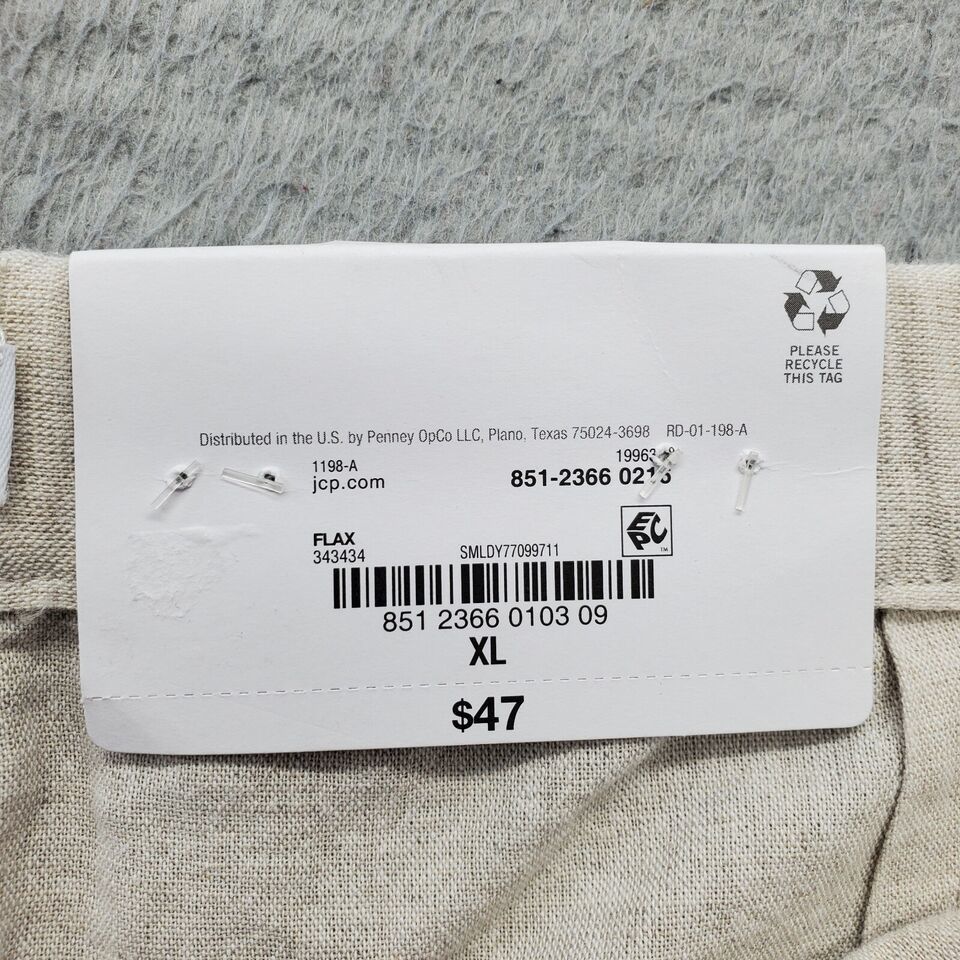 PLEASE
RECYCLE
THIS TAG
Distributed in the U.S. by Penney OpCo LLC, Plano, Texas 75024-3698 RD-01-198-A
1198-A
jcp.com
851-2366
FLAX
343434
SMLDY77099711
EPC
TM
851 2366 0103 09
XL
$47